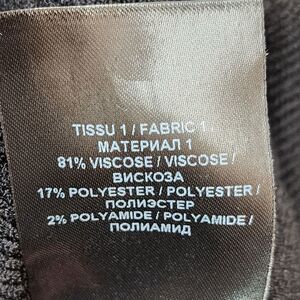 TISSU 1 / FABRIC 1 /
МАТЕРИАЛ 1
81% VISCOSE / VISCOSE /
ВИСКОЗА
17% POLYESTER / POLYESTER /
ПОЛИЭСТЕР
2% POLYAMIDE / POLYAMIDE /
ПОЛИАМИД